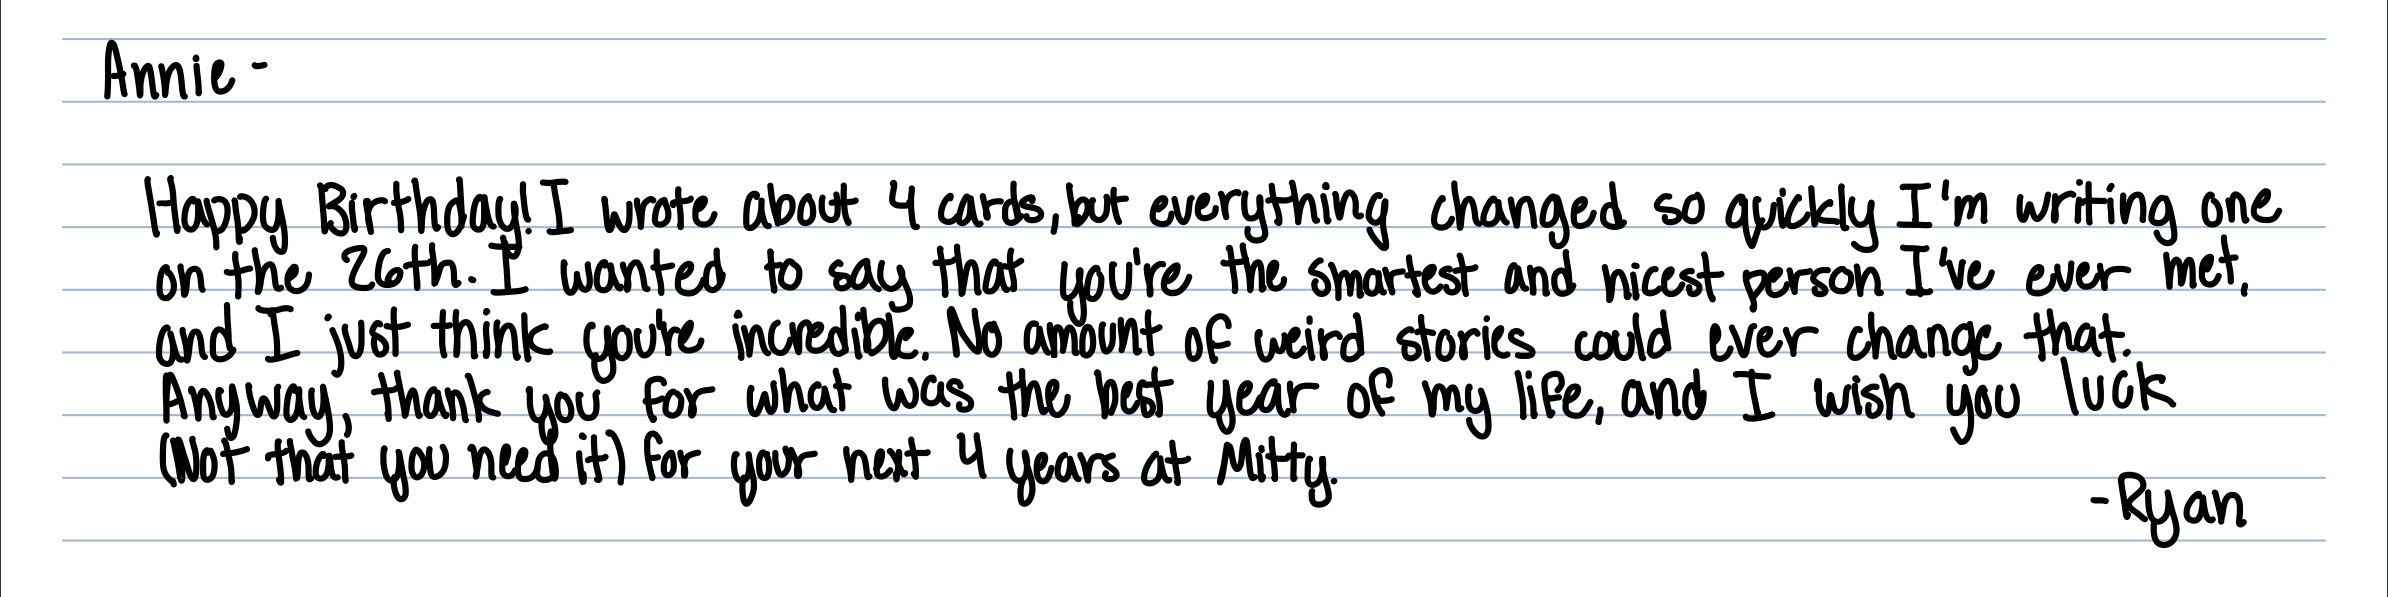 Annie -
Happy Birthday! I wrote about 4 cards, but everything changed so quickly I'm writing one
on the 26th. I wanted to say that you're the smartest and nicest person I've ever met,
and I just think you're incredible. No amount of weird stories could ever change that.
Anyway, thank you for what was the best year of my life, and I wish you luck
(Not that you need it) for your next 4 years at Mitty.
-Ryan